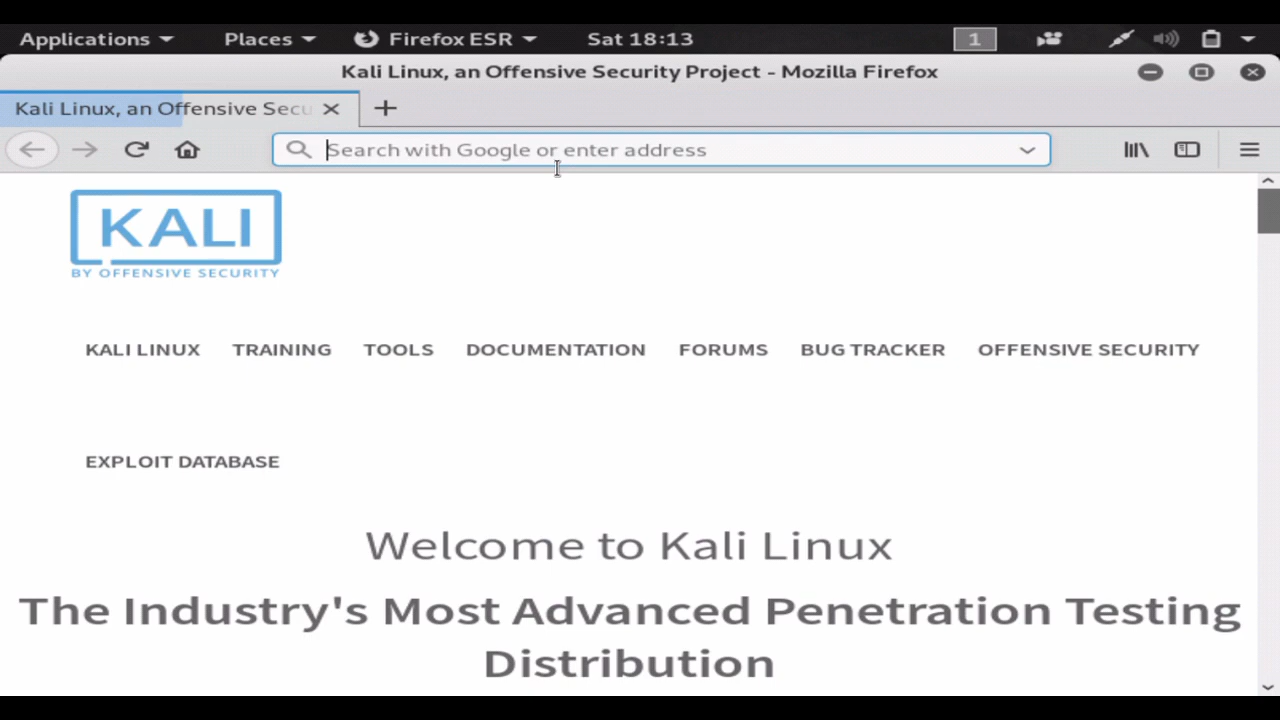 Applications Places Firefox ESR Sat 18:13 1
Kali Linux, an Offensive Security Project - Mozilla Firefox
Kali Linux, an Offensive Secu
Search with Google or enter address
KALI
BY OFFENSIVE SECURITY
KALI LINUX TRAINING TOOLS DOCUMENTATION FORUMS BUG TRACKER OFFENSIVE SECURITY
EXPLOIT DATABASE
Welcome to Kali Linux
The Industry's Most Advanced Penetration Testing
Distribution